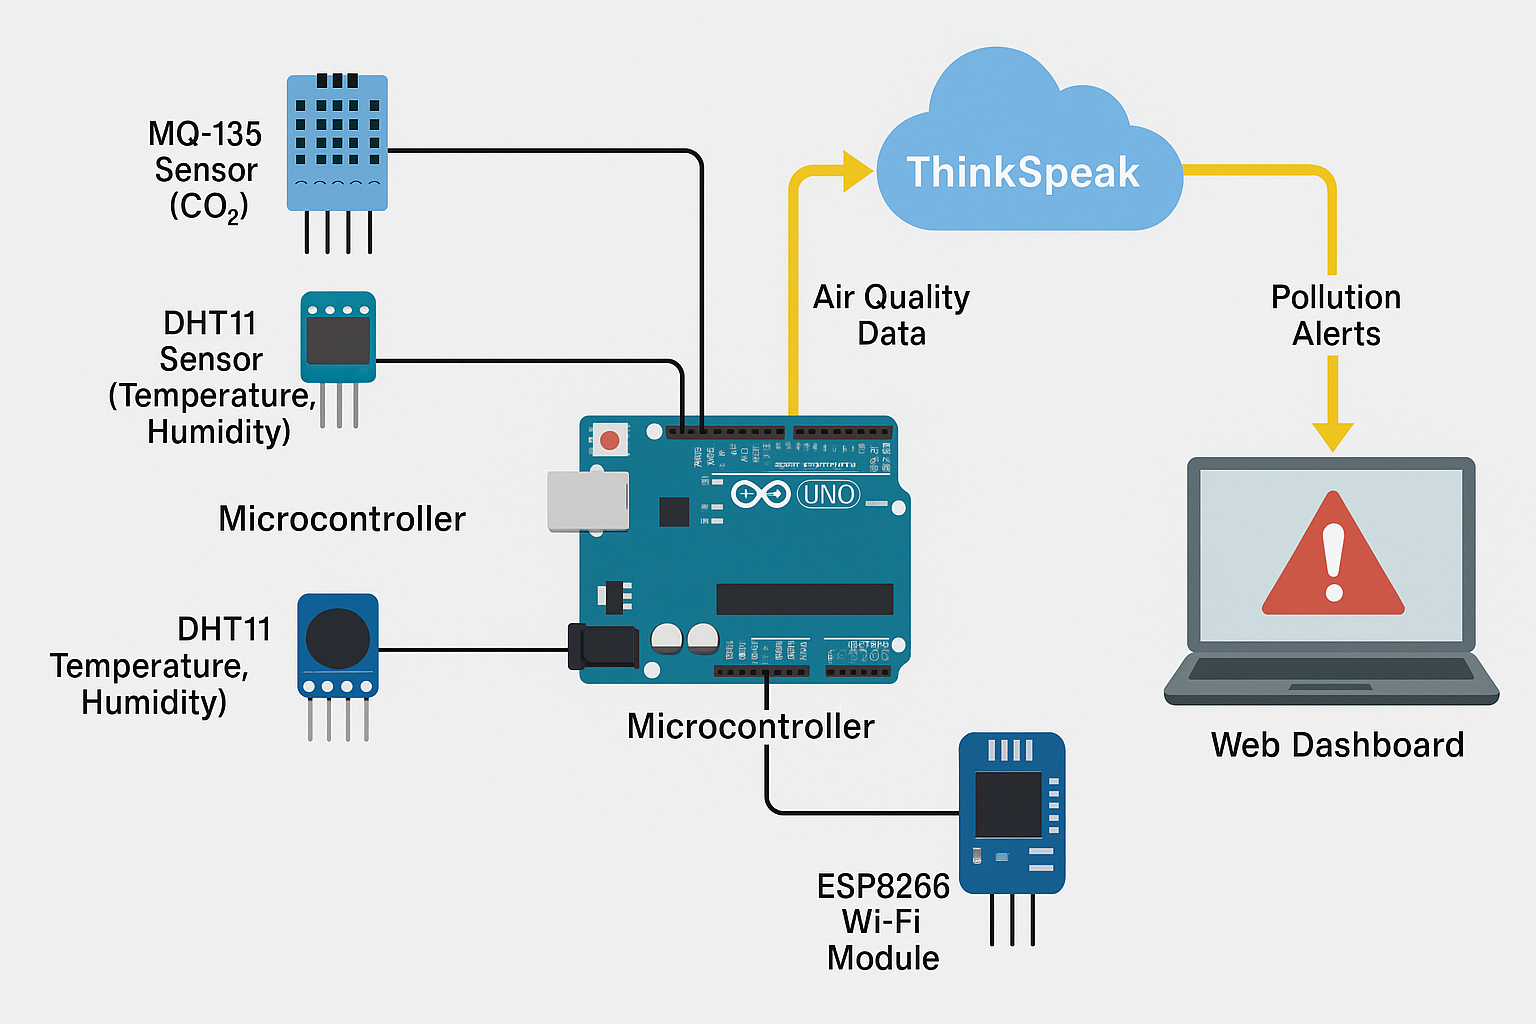 MQ-135
Sensor
(CO₂)
ThinkSpeak
DHT11
Sensor
(Temperature,
Humidity)
Air Quality
Data
Pollution
Alerts
UNO
Microcontroller
DHT11
Temperature,
Humidity)
Microcontroller
Web Dashboard
ESP8266
Wi-Fi
Module